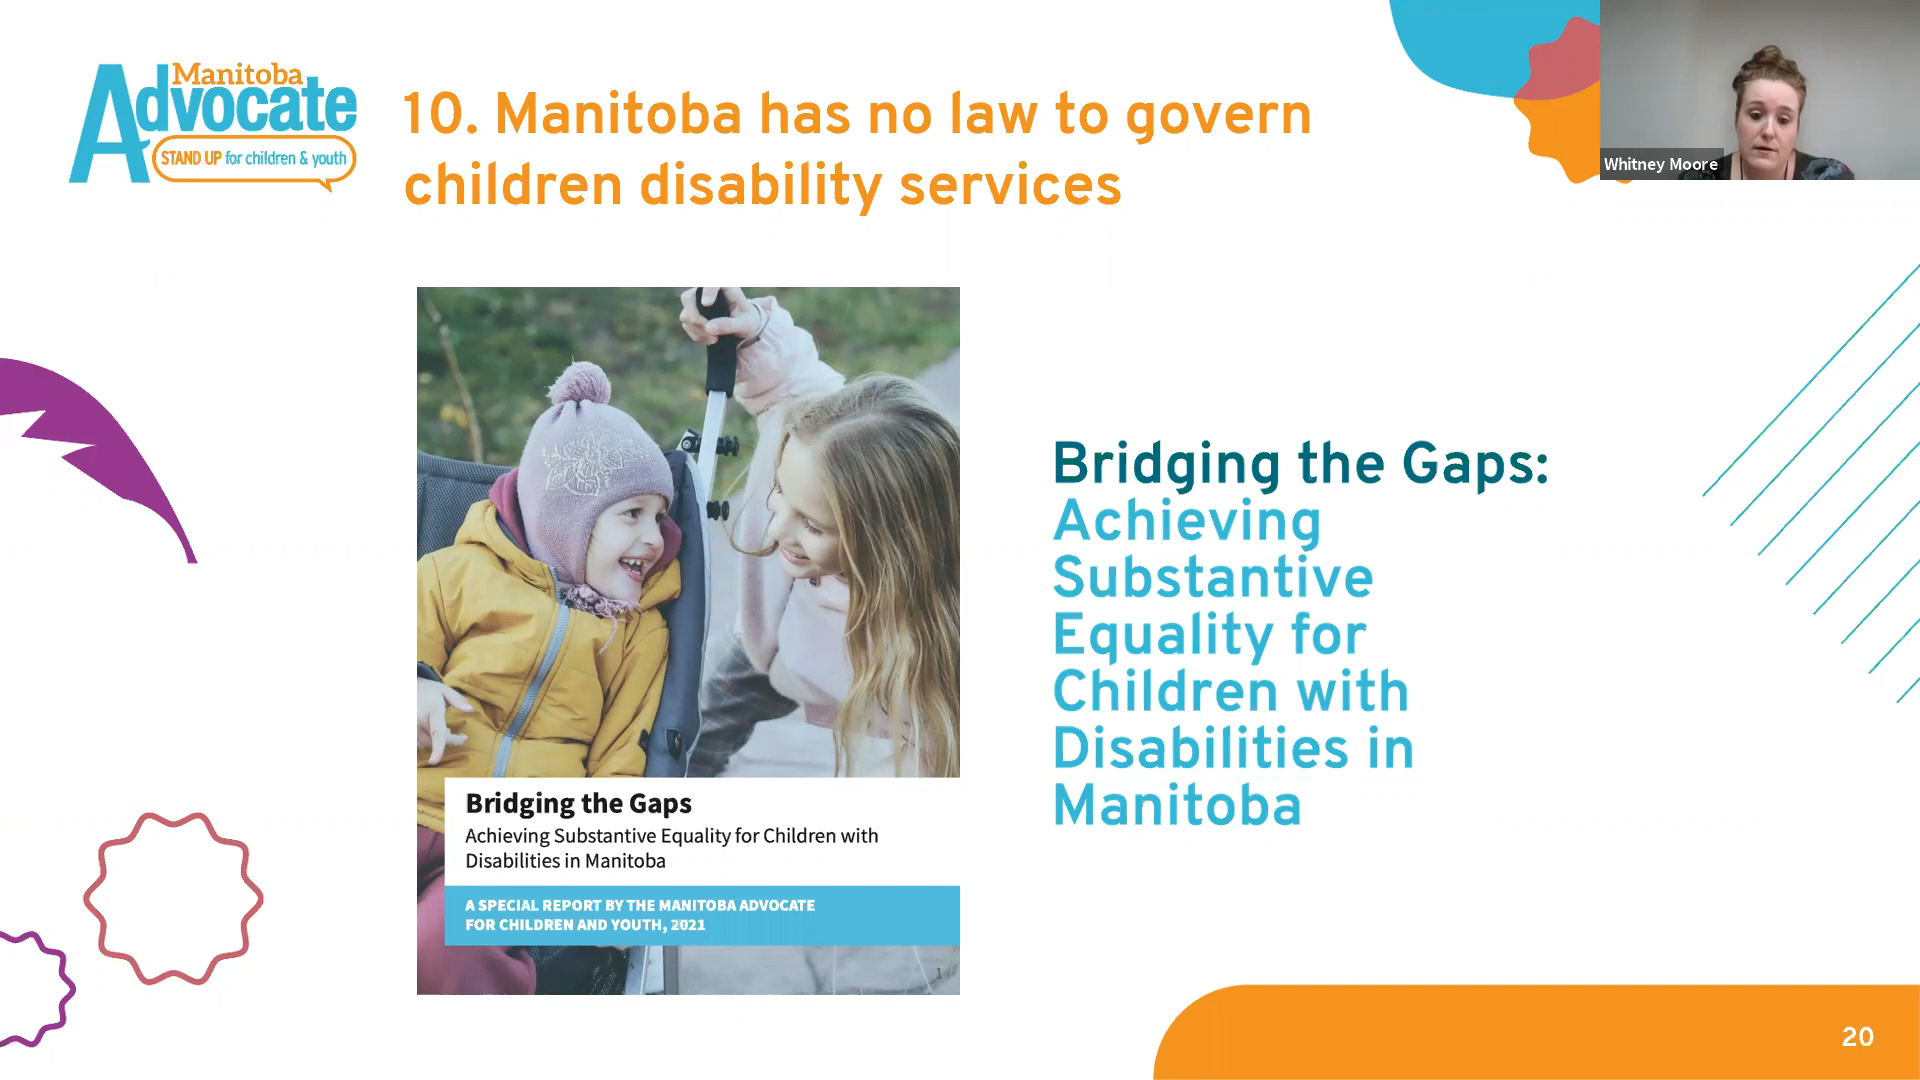 Manitoba
Advocate
STAND UP for children & youth
10. Manitoba has no law to govern
children disability services
Whitney Moore
Bridging the Gaps
Achieving Substantive Equality for Children with
Disabilities in Manitoba
A SPECIAL REPORT BY THE MANITOBA ADVOCATE
FOR CHILDREN AND YOUTH, 2021
1
Bridging the Gaps:
Achieving
Substantive
Equality for
Children with
Disabilities in
Manitoba
20